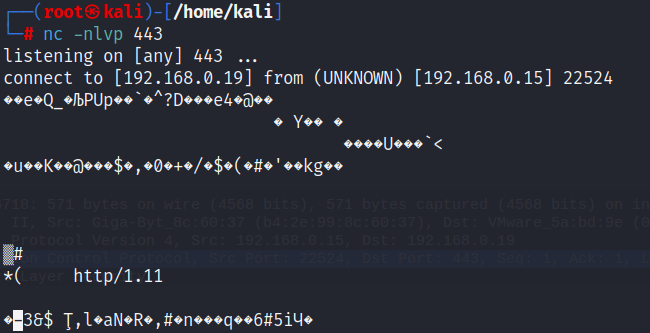 (root㉿kali)-[/home/kali]
# nc -nlvp 443
listening on [any] 443 ...
connect to [192.168.0.19] from (UNKNOWN) [192.168.0.15] 22524
��e�Q_�ЉPUp��`�^?D���e4�@��
� Y�� �
����U���`<
�u��K��@���$�,�0�+�/�$�(�#�'��kg��
6718: 571 bytes on wire (4568 bits), 571 bytes captured (4568 bits) on in
II, Src: Giga-Byt_8c:60:37 (b4:2e:99:8c:60:37), Dst: VMware_5a:bd:9e (0
Protocol Version 4, Src: 192.168.0.15, Dst: 192.168.0.19
▒#
on Control Protocol, Src Port: 22524, Dst Port: 443, Seq: 1, Ack: 1,
*( Layer http/1.11
�-3&$ Ţ,l�aN�R�,#�n���q��6#5iЧ�